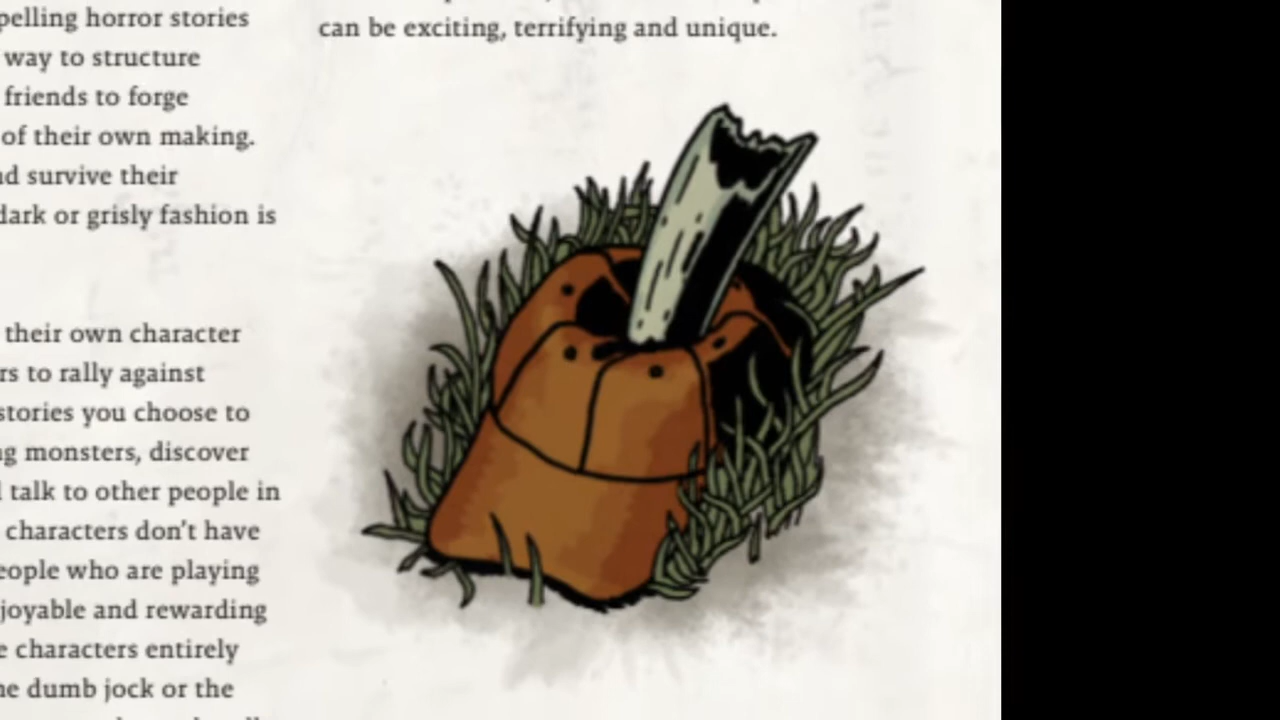 pelling horror stories
way to structure
friends to forge
of their own making.
survive their
dark or grisly fashion is
their own character
to rally against
stories you choose to
monsters, discover
talk to other people in
characters don't have
who are playing
joyable and rewarding
characters entirely
dumb jock or the
can be exciting, terrifying and unique.